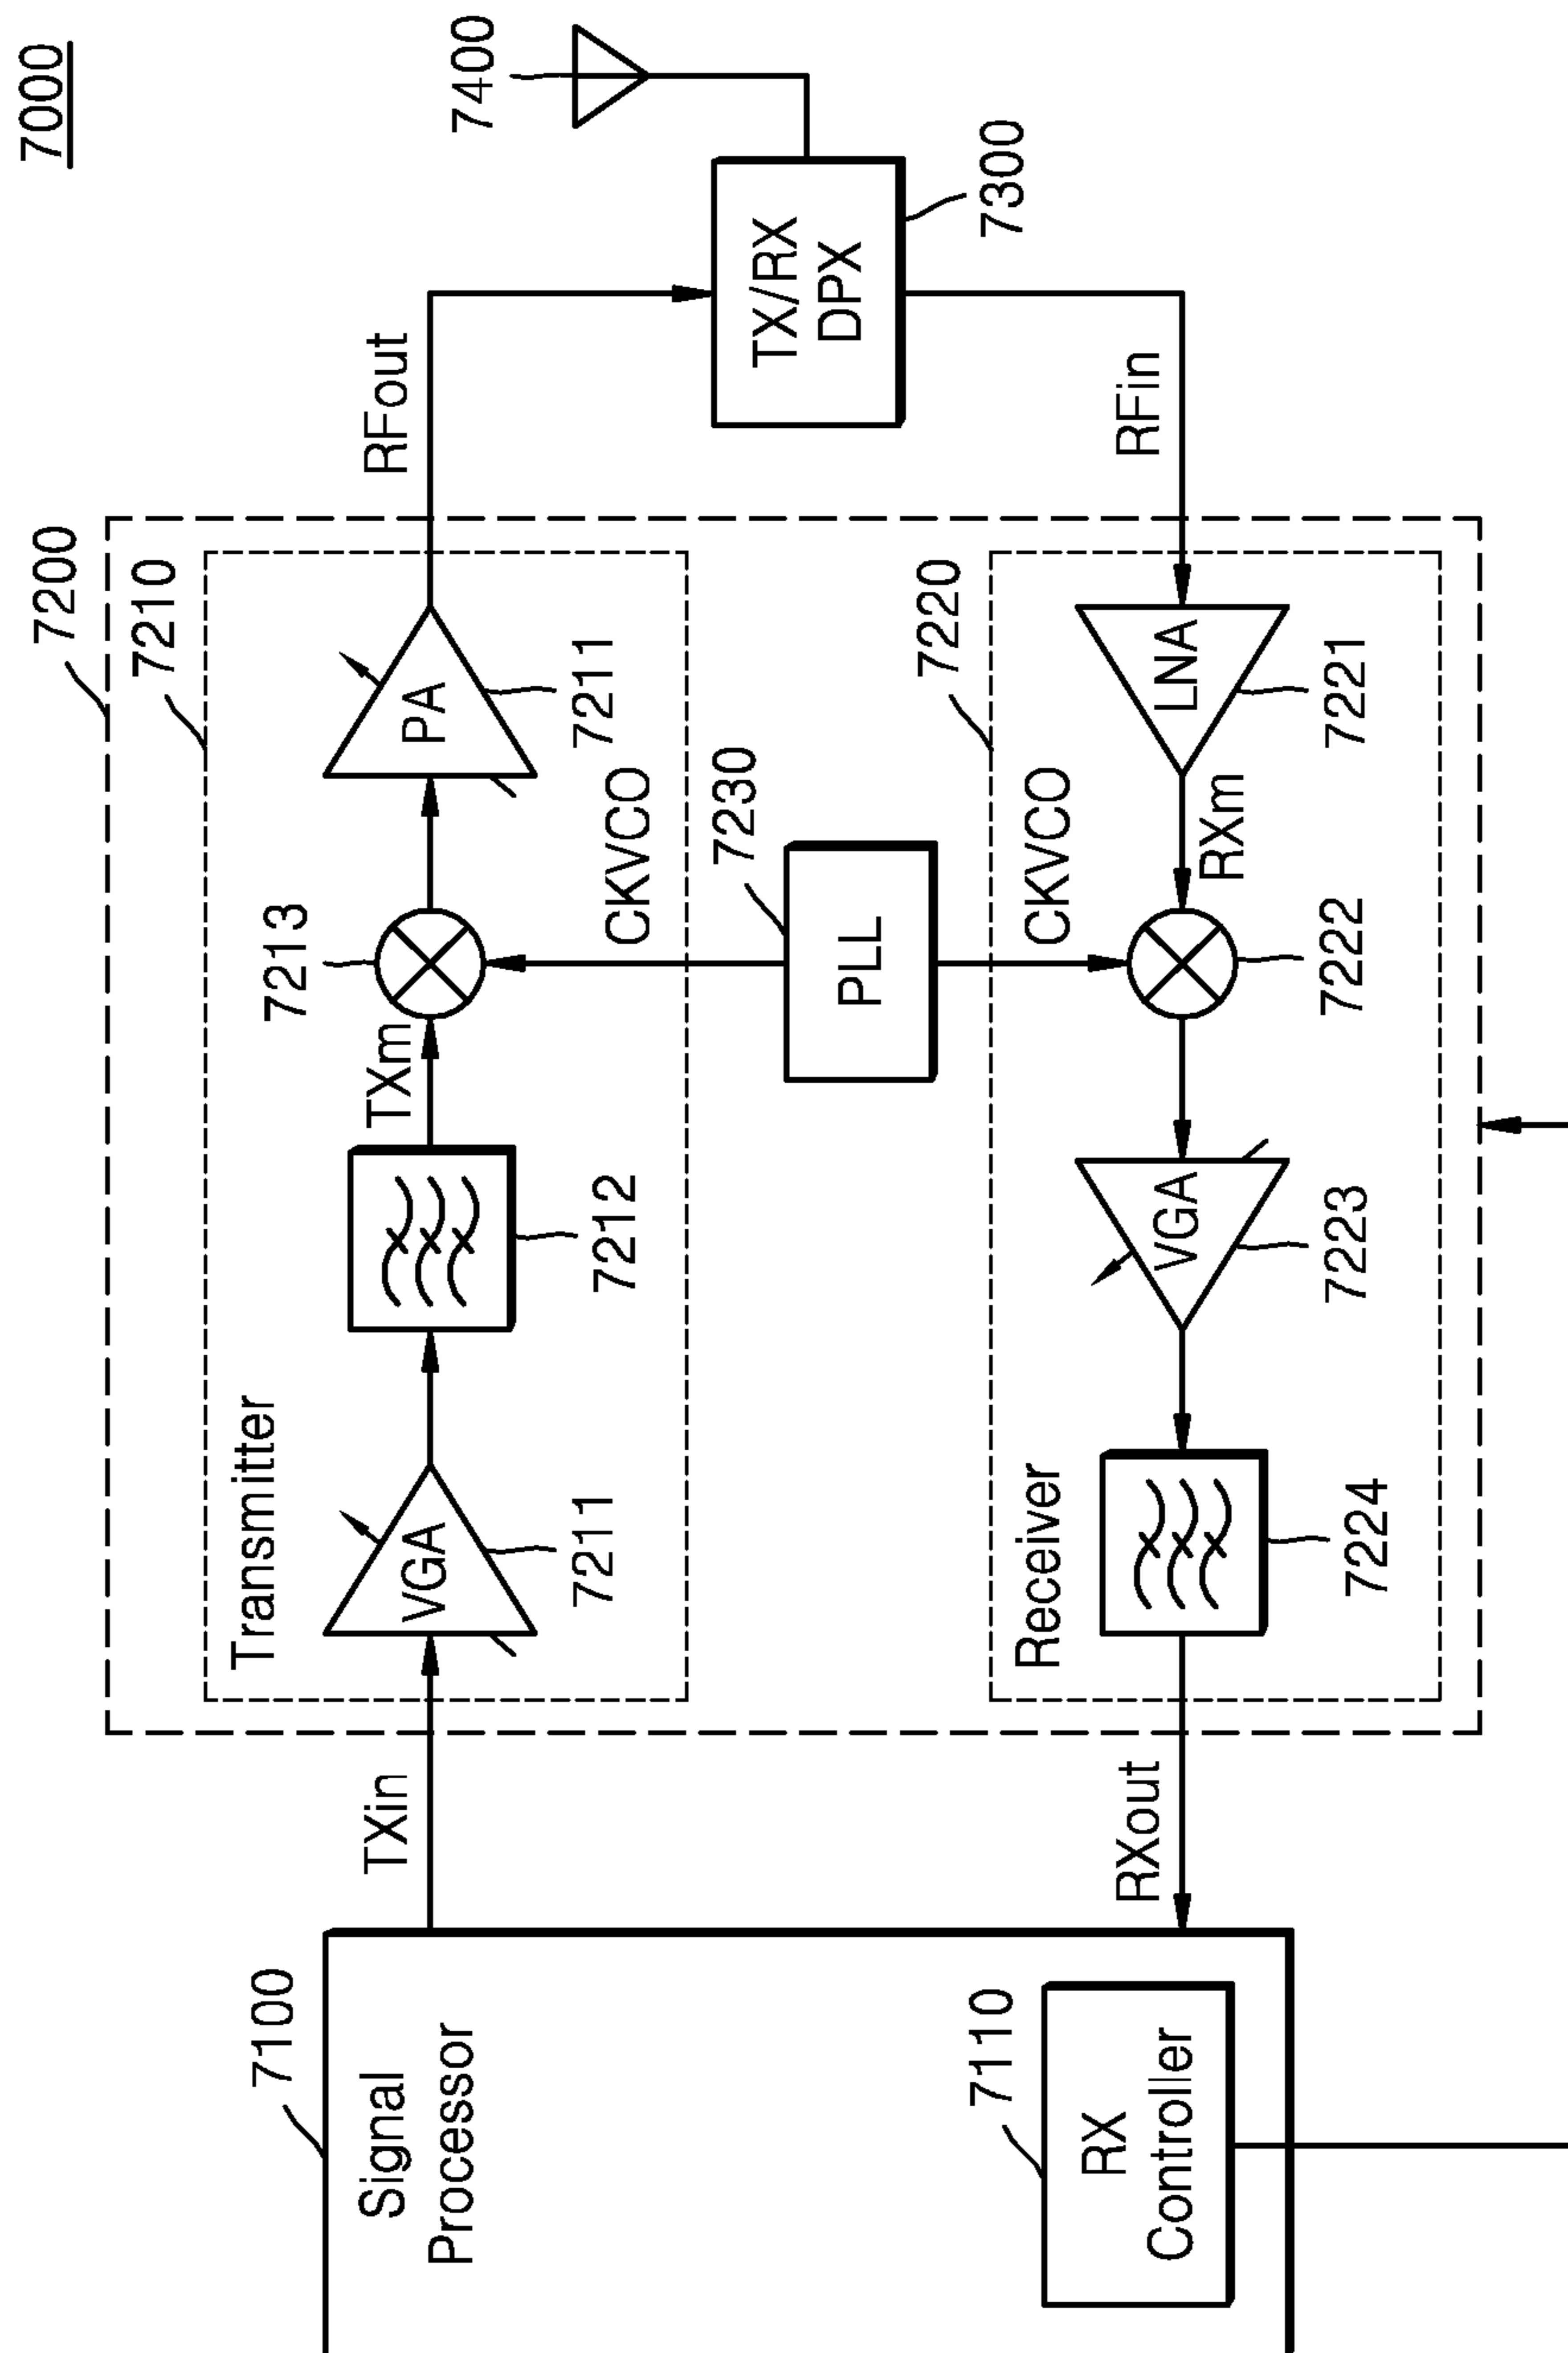 7000
7200
7210
Transmitter
7213
7100
Signal
Processor
TXin
VGA
7211
7212
TXm
CKVCO
PA
7211
RFout
7400
7230
PLL
TX/RX
DPX
7300
7220
Receiver
CKVCO
7110
RX
Controller
RXout
7224
VGA
7223
7222
RXm
LNA
7221
RFin